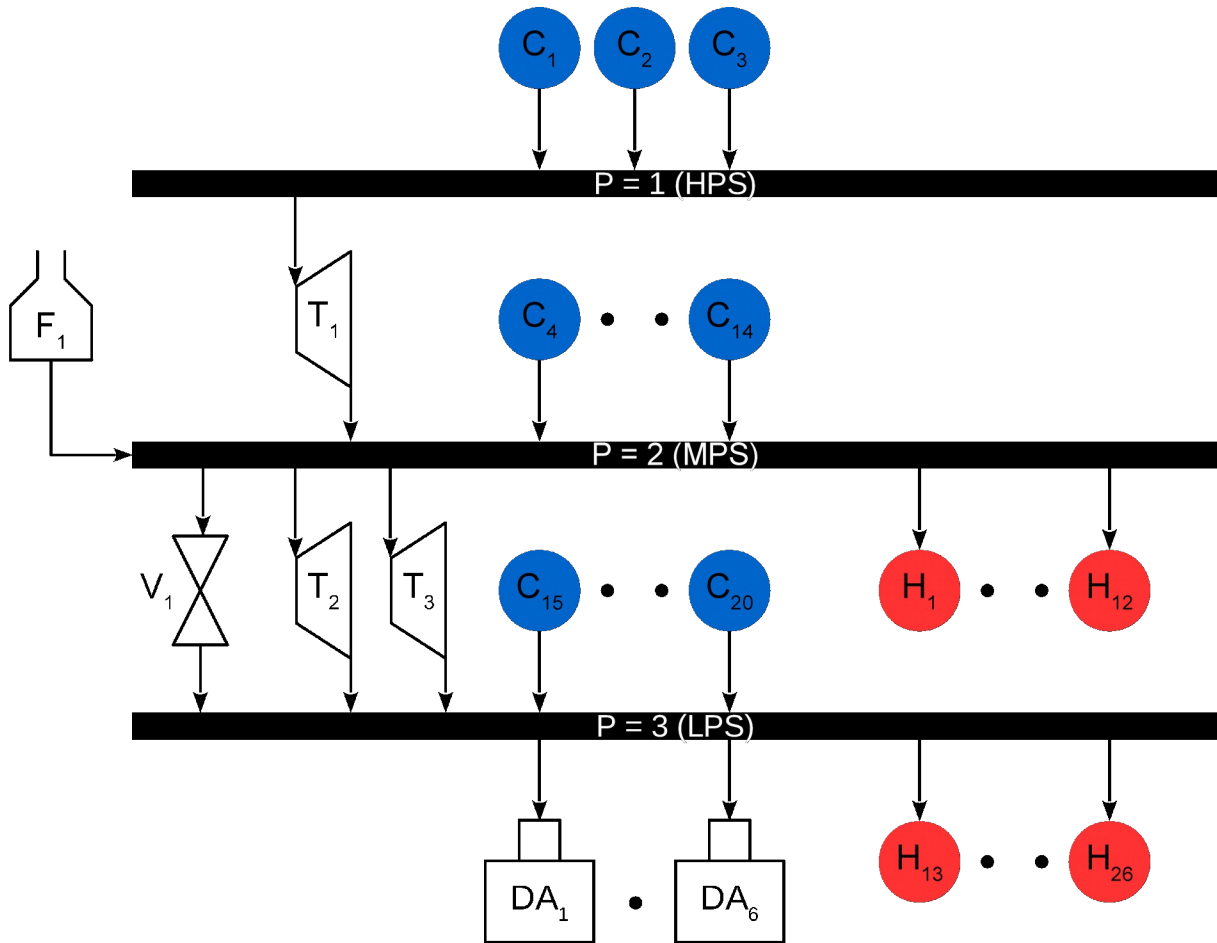 C₁ C₂ C₃
P = 1 (HPS)
F₁ T₁ C₄ C₁₄
P = 2 (MPS)
V₁ T₂ T₃ C₁₅ C₂₀ H₁ H₁₂
P = 3 (LPS)
DA₁ DA₆ H₁₃ H₂₆